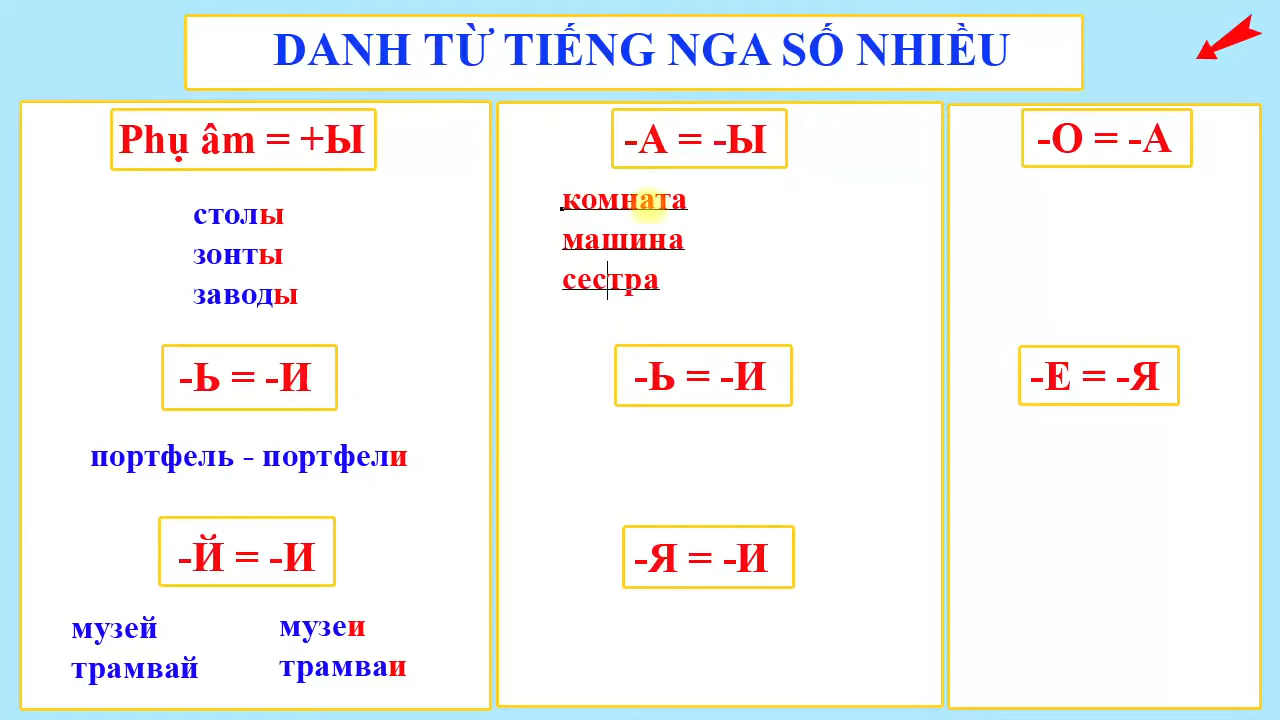 DANH TỪ TIẾNG NGA SỐ NHIỀU
Phụ âm = +Ы
столы
зонты
заводы
-Ь = -И
портфель - портфели
-Й = -И
музей музеи
трамвай трамваи
-А = -Ы
комната
машина
сестра
-Ь = -И
-Я = -И
-О = -А
-Е = -Я